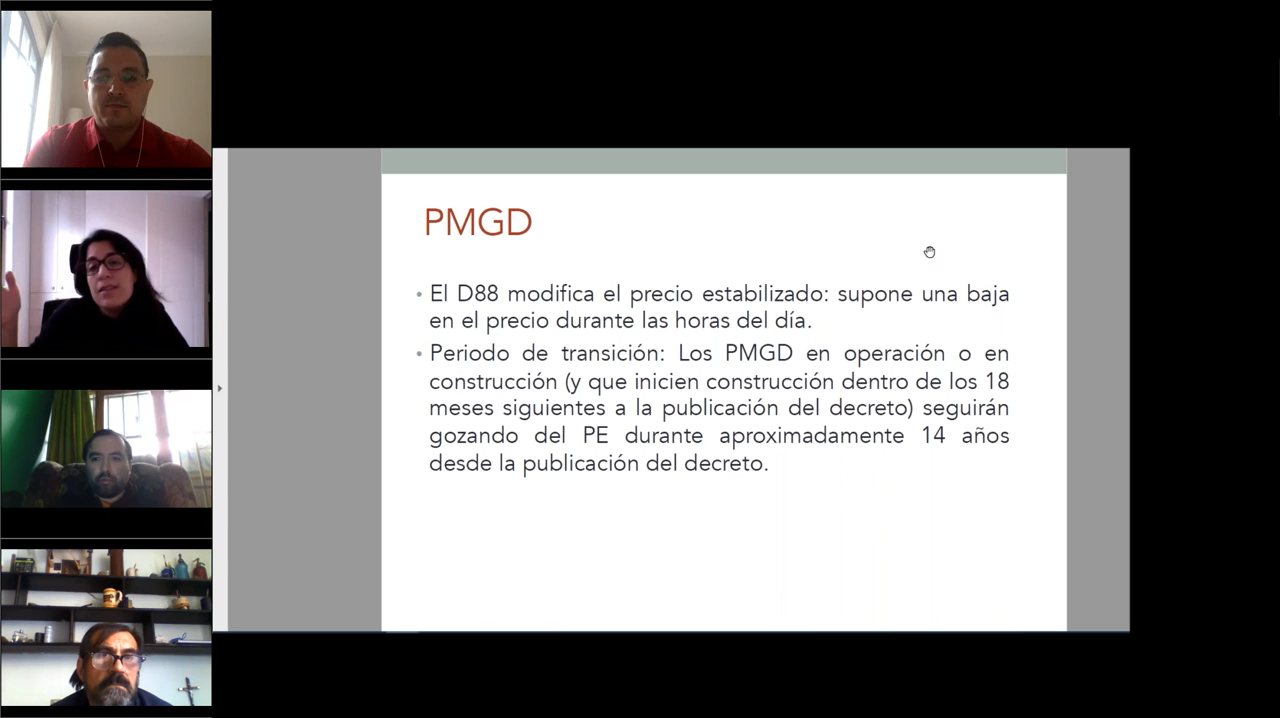 PMGD
• El D88 modifica el precio estabilizado: supone una baja
en el precio durante las horas del día.
• Periodo de transición: Los PMGD en operación o en
construcción (y que inicien construcción dentro de los 18
meses siguientes a la publicación del decreto) seguirán
gozando del PE durante aproximadamente 14 años
desde la publicación del decreto.